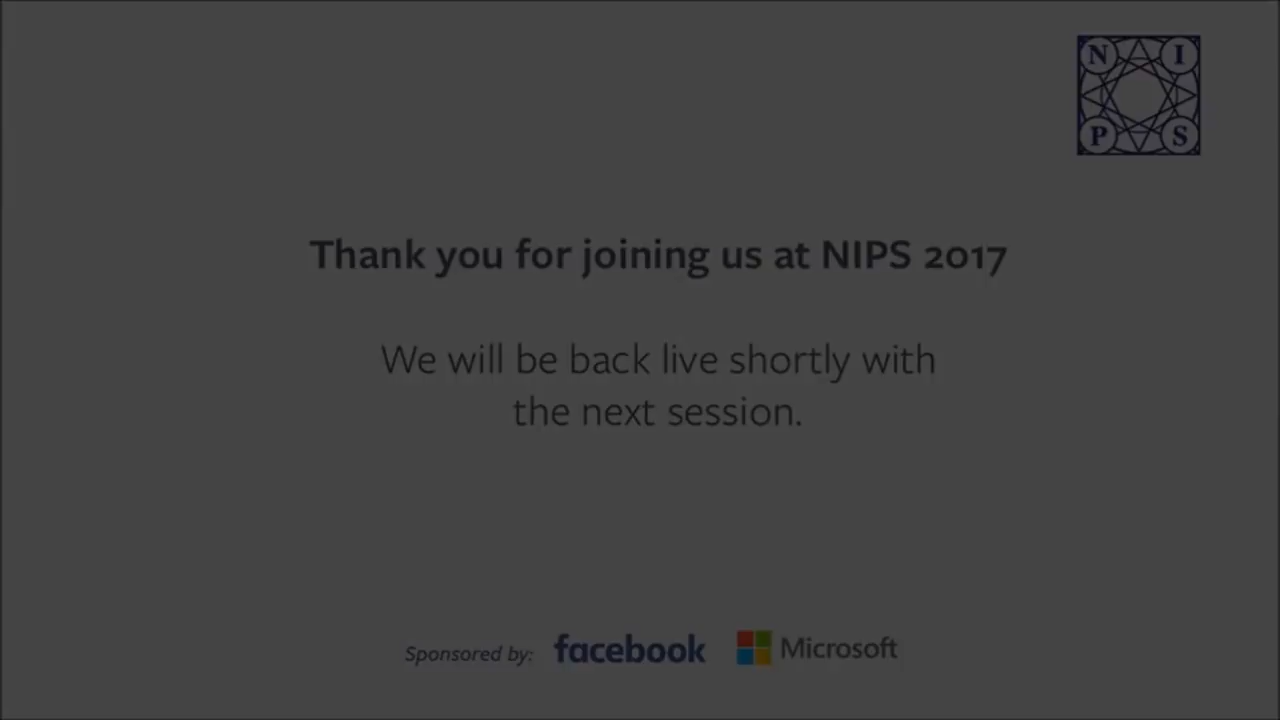 N I
P S
Thank you for joining us at NIPS 2017
We will be back live shortly with
the next session.
Sponsored by: facebook Microsoft